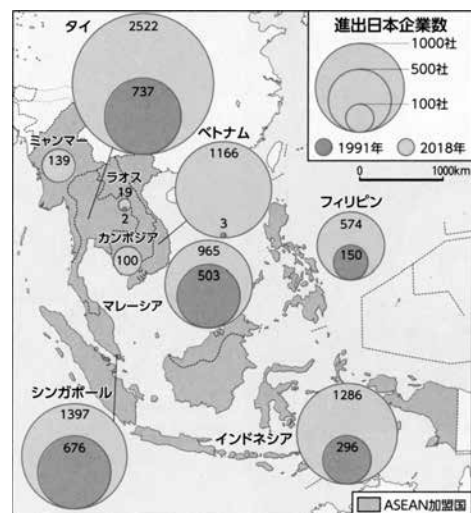 タイ
2522
737
進出日本企業数
1000社
500社
100社
1991年
2018年
0
1000km
ミャンマー
139
ラオス
19
2
ベトナム
1166
3
カンボジア
100
フィリピン
574
150
965
503
マレーシア
シンガポール
1397
676
インドネシア
1286
296
ASEAN加盟国